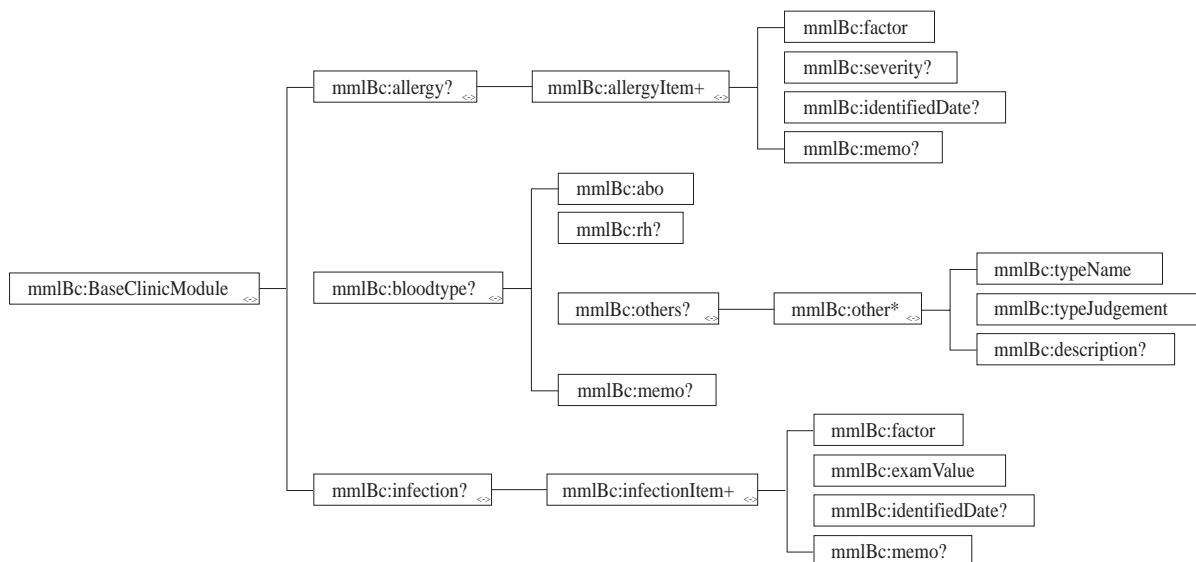 mmlBc:BaseClinicModule
mmlBc:allergy?
mmlBc:allergyItem+
mmlBc:factor
mmlBc:severity?
mmlBc:identifiedDate?
mmlBc:memo?
mmlBc:bloodtype?
mmlBc:abo
mmlBc:rh?
mmlBc:others?
mmlBc:other*
mmlBc:typeName
mmlBc:typeJudgement
mmlBc:description?
mmlBc:memo?
mmlBc:infection?
mmlBc:infectionItem+
mmlBc:factor
mmlBc:examValue
mmlBc:identifiedDate?
mmlBc:memo?